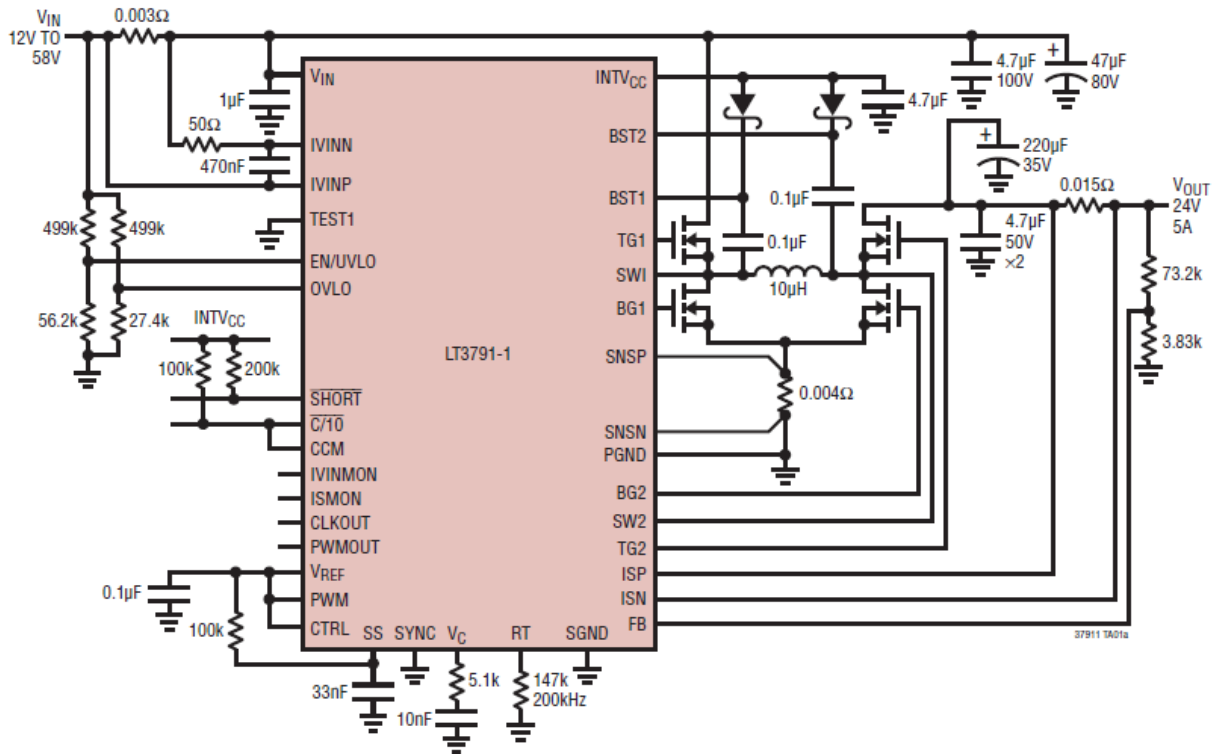 VIN
12V TO
58V
0.003Ω
1µF
50Ω
470nF
499k
499k
56.2k
27.4k
INTVCC
100k
200k
0.1µF
100k
33nF
5.1k
10nF
147k
200kHz
LT3791-1
VIN
IVINN
IVINP
TEST1
EN/UVLO
OVLO
SHORT
C/10
CCM
IVINMON
ISMON
CLKOUT
PWMOUT
VREF
PWM
CTRL
SS
SYNC
VC
RT
SGND
INTVCC
BST2
BST1
TG1
SWI
BG1
SNSP
SNSN
PGND
BG2
SW2
TG2
ISP
ISN
FB
4.7µF
0.1µF
0.1µF
10µH
0.004Ω
4.7µF
100V
+
47µF
80V
+
220µF
35V
4.7µF
50V
×2
0.015Ω
VOUT
24V
5A
73.2k
3.83k
37911 TA01a